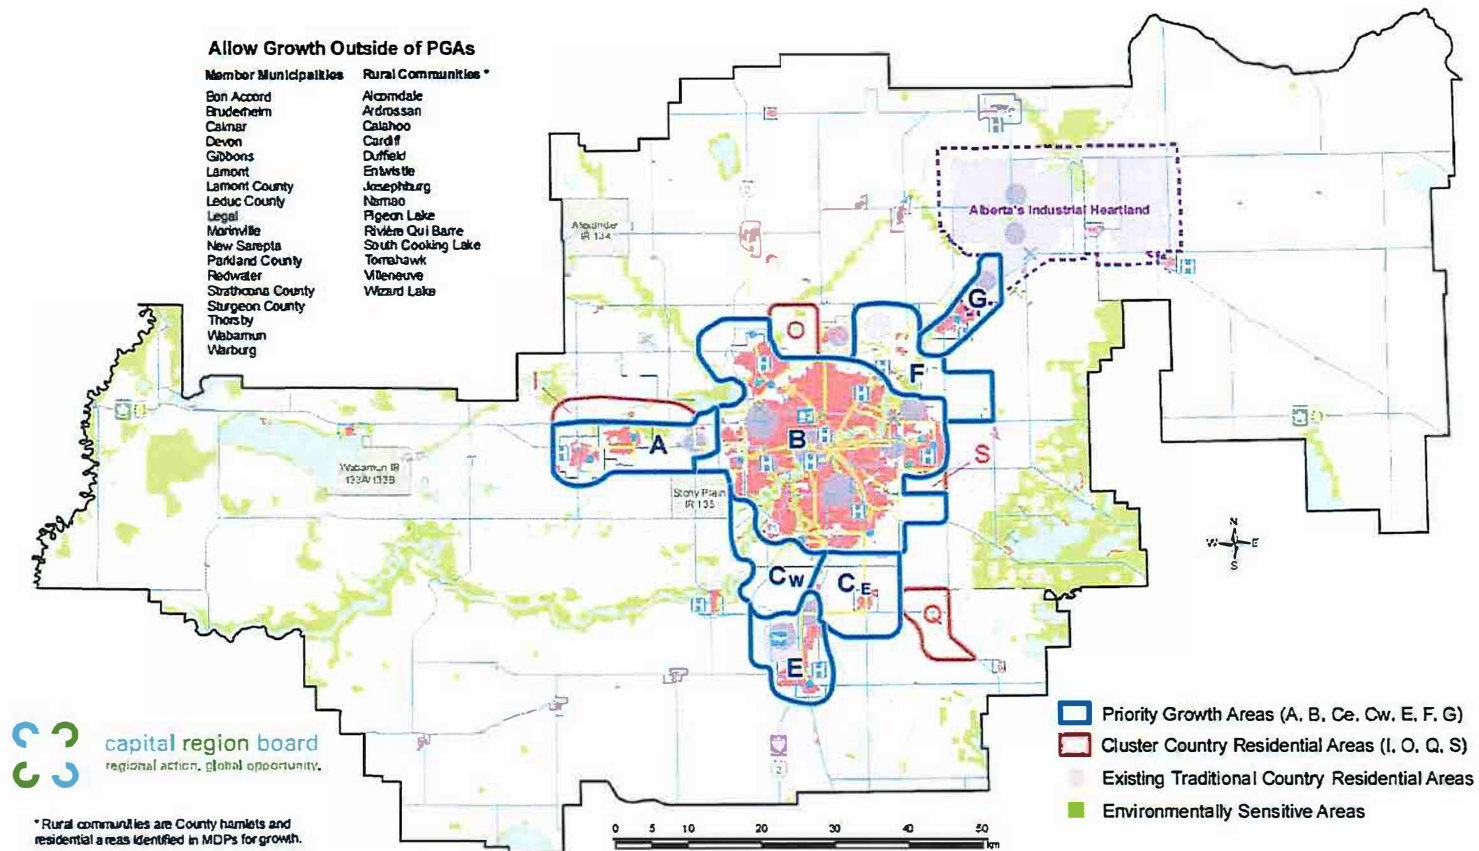 Allow Growth Outside of PGAs
Member Municipalities
Bon Accord
Bruderheim
Calmar
Devon
Gibbons
Lamont
Lamont County
Leduc County
Legal
Morinville
New Sarepta
Parkland County
Redwater
Strathcona County
Sturgeon County
Thorsby
Wabamun
Warburg
Rural Communities *
Alcomdale
Ardrossan
Calahoo
Cardiff
Duffield
Entwistle
Josephburg
Namao
Pigeon Lake
Rivière Qui Barre
South Cooking Lake
Tomahawk
Villeneuve
Wizard Lake
Alexander
IR 134
Alberta's Industrial Heartland
G
O
F
I
A
B
S
Wabamun IR
133A/133B
Stony Plain
IR 135
Cw
CE
Q
E
2
N
W E
S
capital region board
regional action. global opportunity.
* Rural communities are County hamlets and
residential areas identified in MDPs for growth.
Priority Growth Areas (A, B, Ce, Cw, E, F, G)
Cluster Country Residential Areas (I, O, Q, S)
Existing Traditional Country Residential Areas
Environmentally Sensitive Areas
0 5 10 20 30 40 50
km